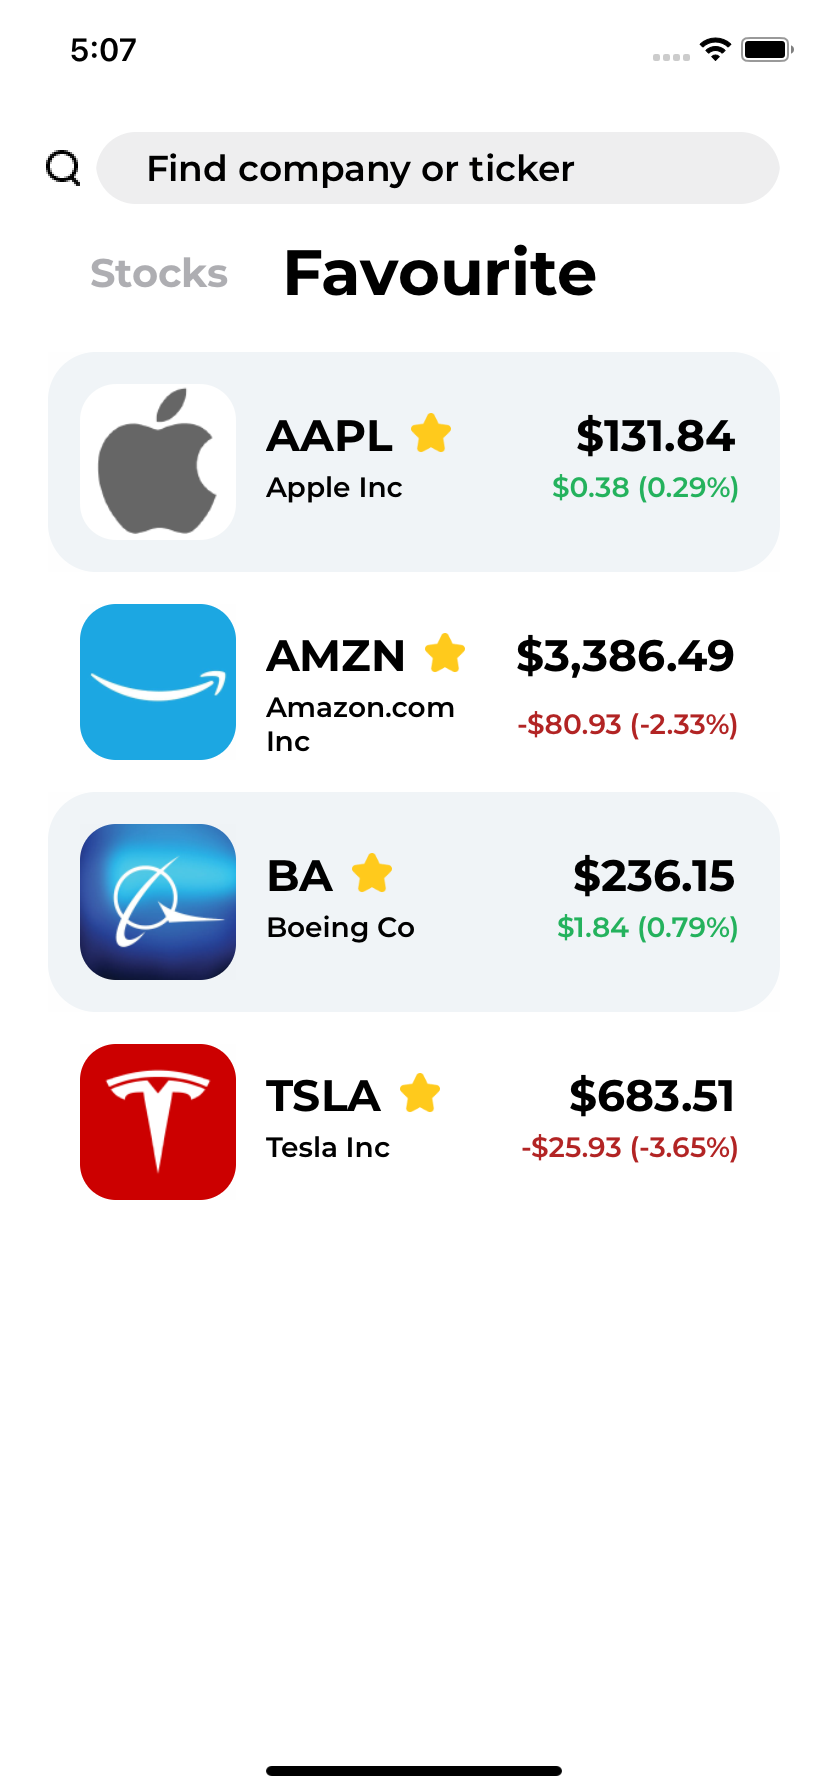 5:07
Find company or ticker
Stocks Favourite
AAPL $131.84
Apple Inc $0.38 (0.29%)
AMZN $3,386.49
Amazon.com
Inc
-$80.93 (-2.33%)
BA $236.15
Boeing Co $1.84 (0.79%)
TSLA $683.51
Tesla Inc -$25.93 (-3.65%)